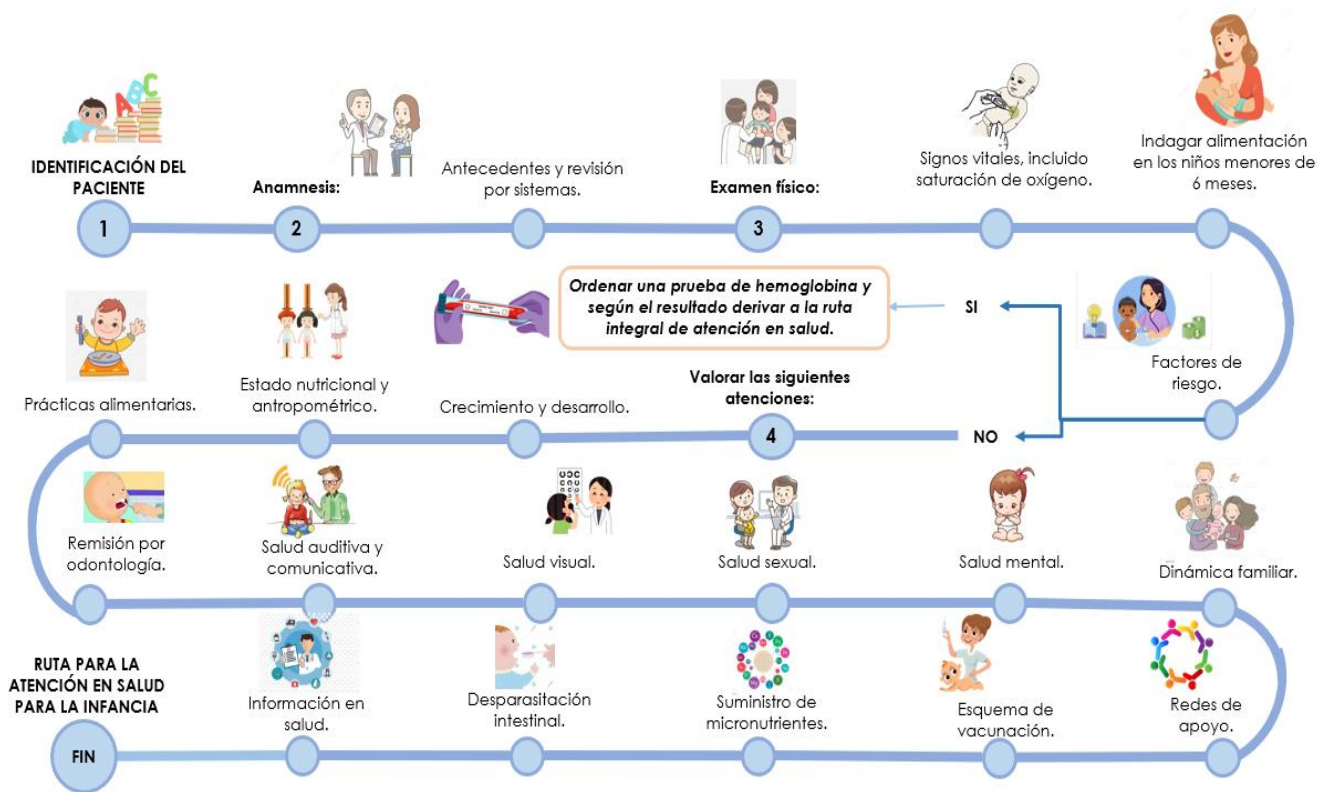 IDENTIFICACIÓN DEL
PACIENTE
1
Anamnesis:
2
Antecedentes y revisión
por sistemas.
Examen físico:
3
Signos vitales, incluido
saturación de oxígeno.
Indagar alimentación
en los niños menores de
6 meses.
Factores de
riesgo.
SI
Ordenar una prueba de hemoglobina y
según el resultado derivar a la ruta
integral de atención en salud.
NO
Valorar las siguientes
atenciones:
4
Crecimiento y desarrollo.
Estado nutricional y
antropométrico.
Prácticas alimentarias.
Remisión por
odontología.
Salud auditiva y
comunicativa.
Salud visual.
Salud sexual.
Salud mental.
Dinámica familiar.
Redes de
apoyo.
Esquema de
vacunación.
Suministro de
micronutrientes.
Desparasitación
intestinal.
Información en
salud.
RUTA PARA LA
ATENCIÓN EN SALUD
PARA LA INFANCIA
FIN